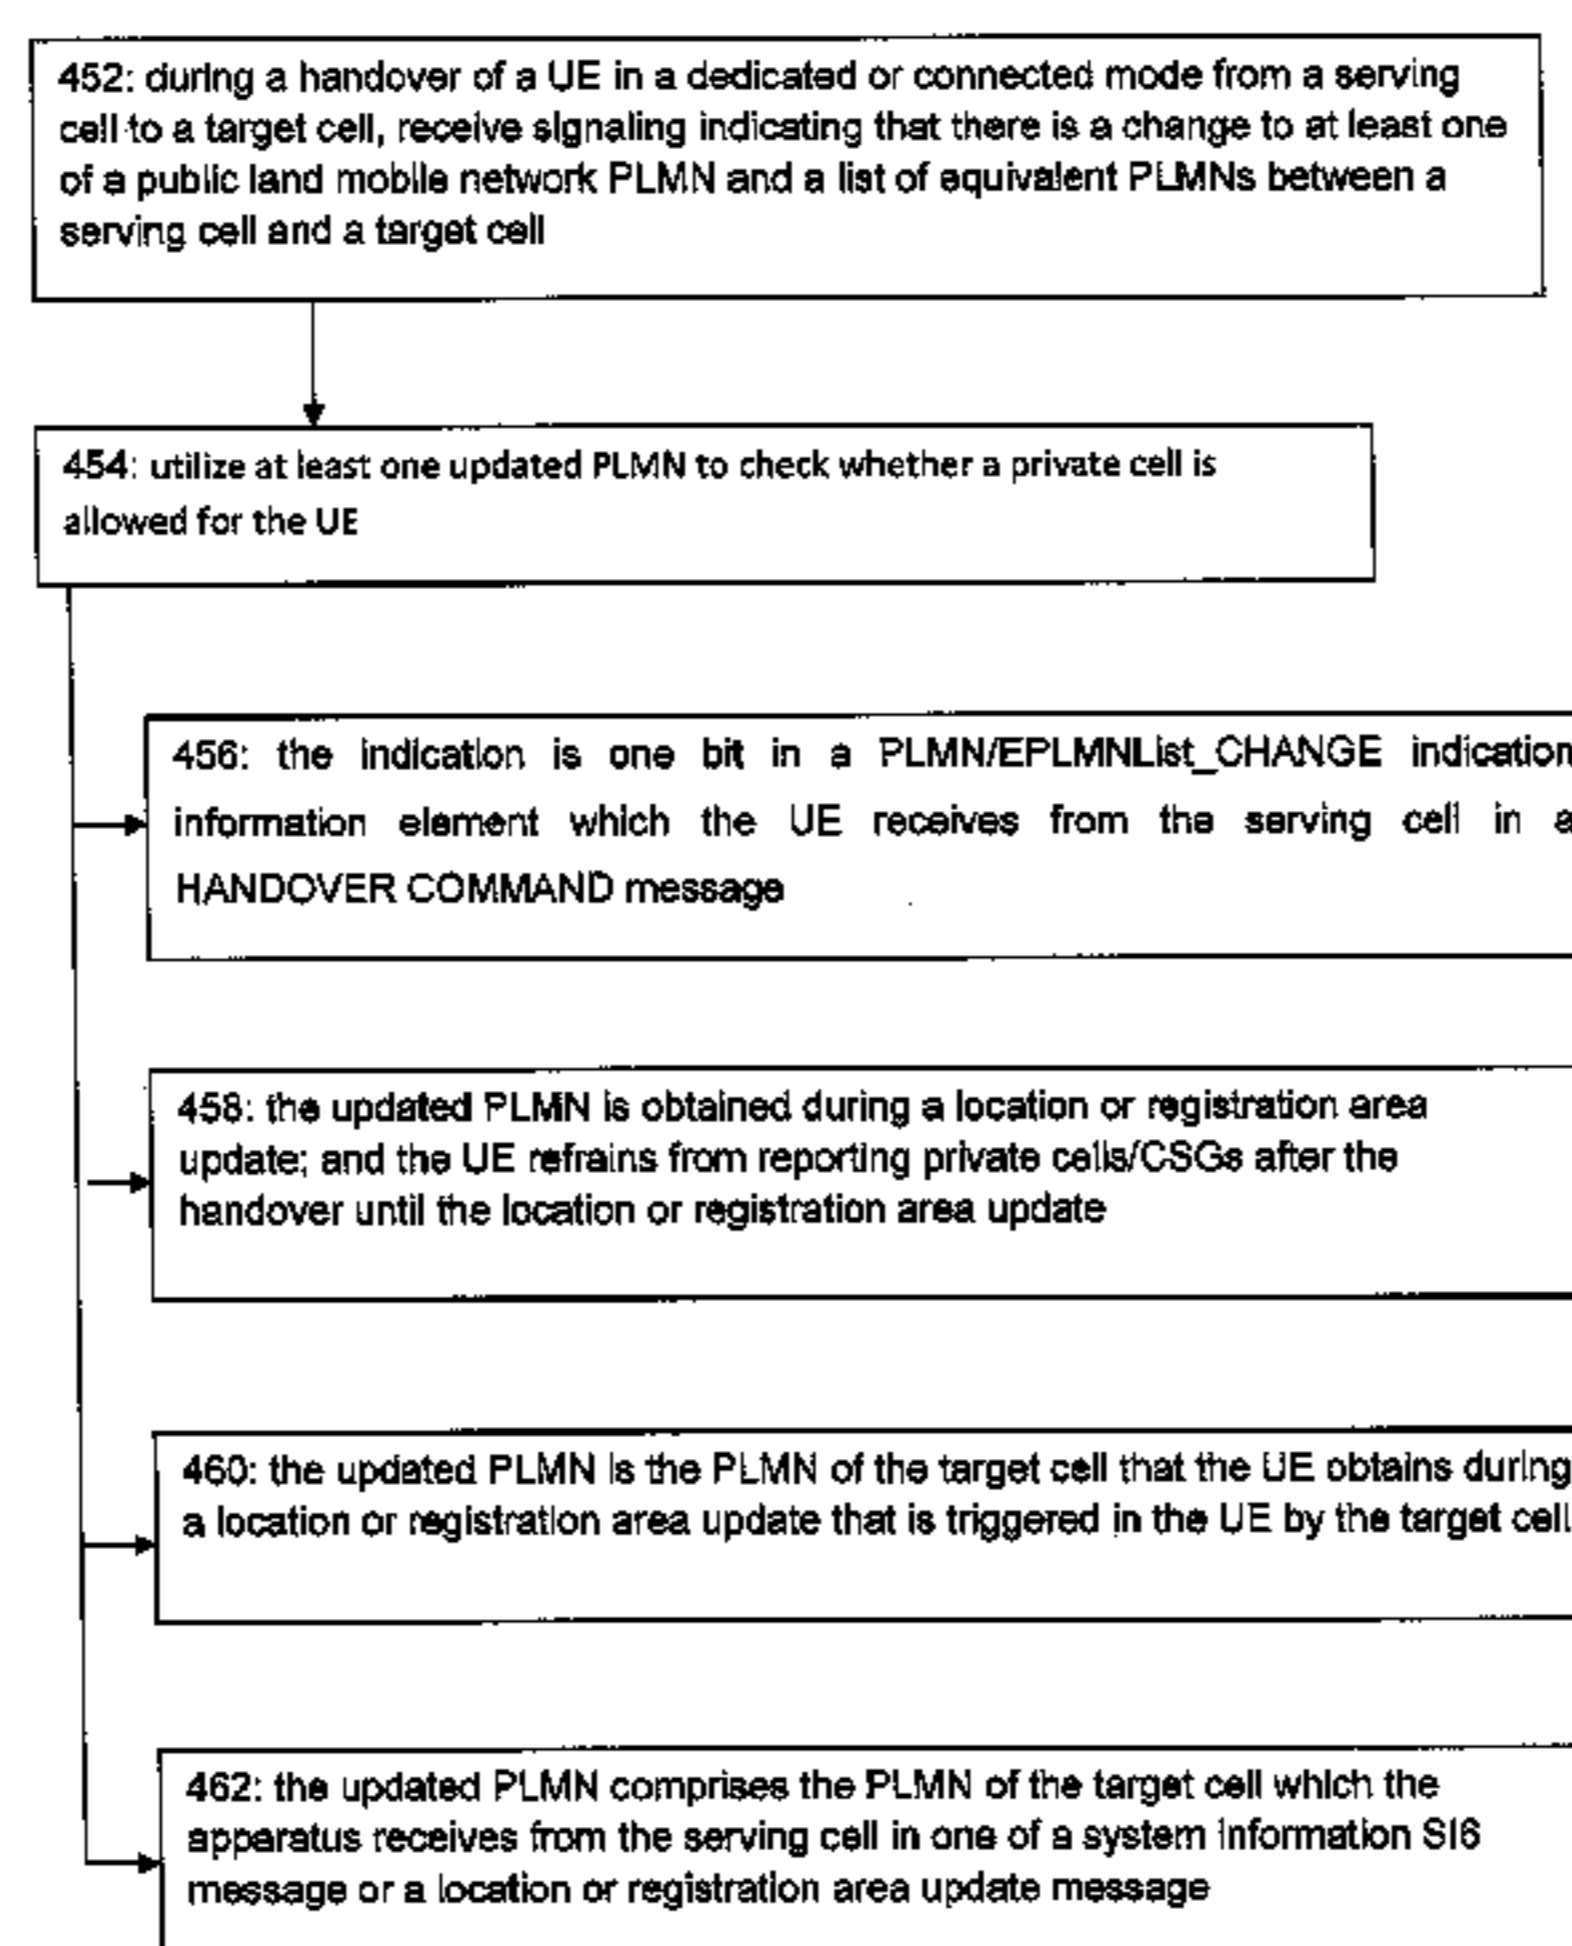 452: during a handover of a UE in a dedicated or connected mode from a serving
cell to a target cell, receive signaling indicating that there is a change to at least one
of a public land mobile network PLMN and a list of equivalent PLMNs between a
serving cell and a target cell
454: utilize at least one updated PLMN to check whether a private cell is
allowed for the UE
456: the indication is one bit in a PLMN/EPLMNList_CHANGE indication
information element which the UE receives from the serving cell in a
HANDOVER COMMAND message
458: the updated PLMN is obtained during a location or registration area
update; and the UE refrains from reporting private cells/CSGs after the
handover until the location or registration area update
460: the updated PLMN is the PLMN of the target cell that the UE obtains during
a location or registration area update that is triggered in the UE by the target cell
462: the updated PLMN comprises the PLMN of the target cell which the
apparatus receives from the serving cell in one of a system information SI6
message or a location or registration area update message